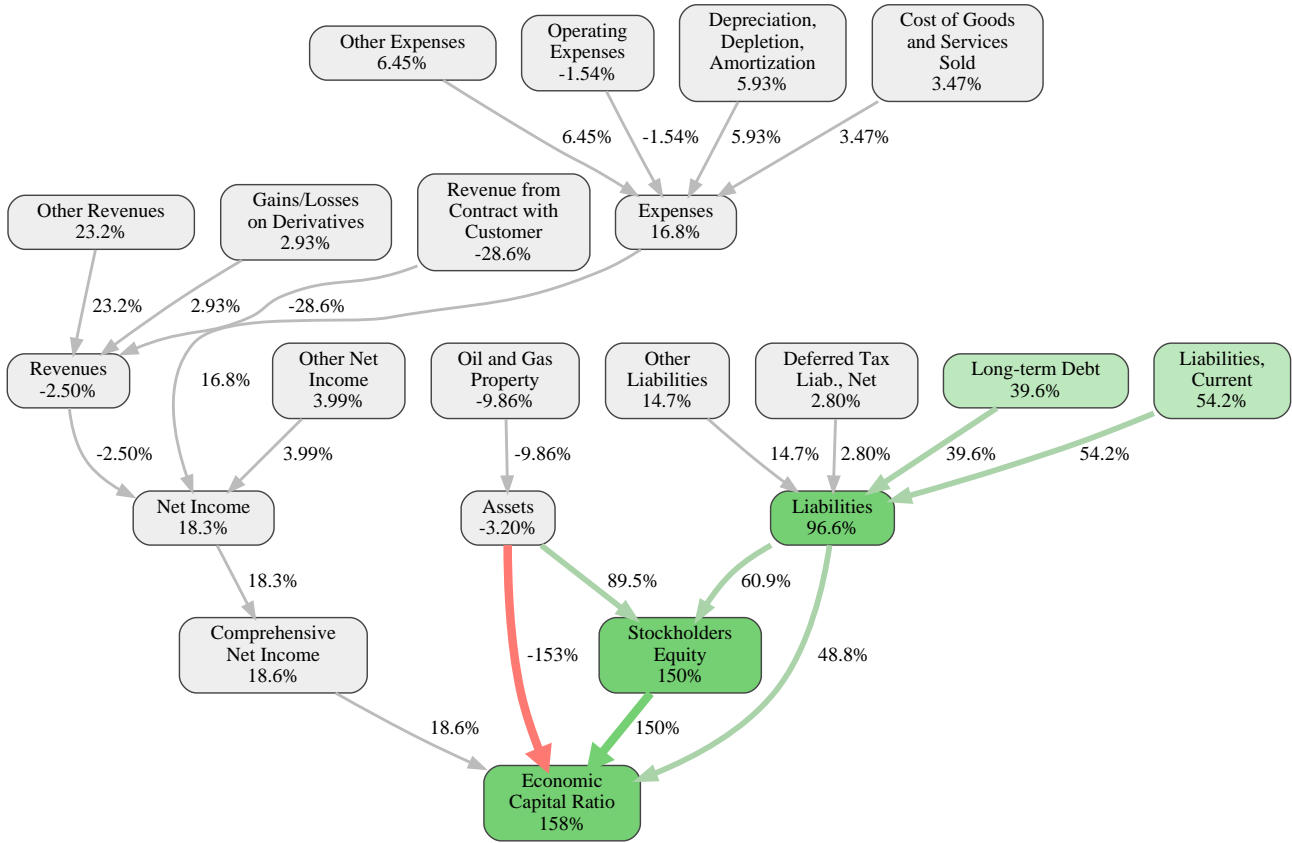 Other Expenses
6.45%
Operating
Expenses
-1.54%
Depreciation,
Depletion,
Amortization
5.93%
Cost of Goods
and Services
Sold
3.47%
6.45%
-1.54%
5.93%
3.47%
Other Revenues
23.2%
Gains/Losses
on Derivatives
2.93%
Revenue from
Contract with
Customer
-28.6%
Expenses
16.8%
23.2%
2.93%
-28.6%
Revenues
-2.50%
16.8%
Other Net
Income
3.99%
Oil and Gas
Property
-9.86%
Other
Liabilities
14.7%
Deferred Tax
Liab., Net
2.80%
Long-term Debt
39.6%
Liabilities,
Current
54.2%
-2.50%
3.99%
-9.86%
14.7%
2.80%
39.6%
54.2%
Net Income
18.3%
Assets
-3.20%
Liabilities
96.6%
18.3%
89.5%
60.9%
Comprehensive
Net Income
18.6%
-153%
Stockholders
Equity
150%
48.8%
18.6%
150%
Economic
Capital Ratio
158%